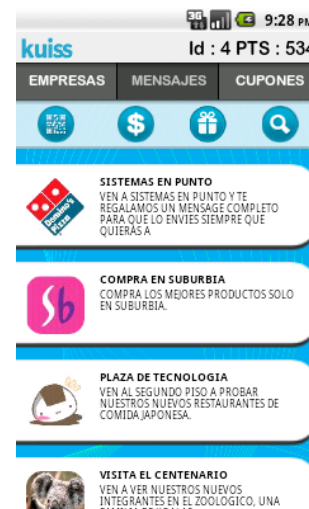 3G 9:28 PM
kuiss Id : 4 PTS : 534
EMPRESAS MENSAJES CUPONES
$
SISTEMAS EN PUNTO
VEN A SISTEMAS EN PUNTO Y TE
REGALAMOS UN MENSAGE COMPLETO
PARA QUE LO ENVIES SIEMPRE QUE
QUIERAS A
Domino's
Pizza
COMPRA EN SUBURBIA
COMPRA LOS MEJORES PRODUCTOS SOLO
EN SUBURBIA.
Sb
PLAZA DE TECNOLOGIA
VEN AL SEGUNDO PISO A PROBAR
NUESTROS NUEVOS RESTAURANTES DE
COMIDA JAPONESA.
VISITA EL CENTENARIO
VEN A VER NUESTROS NUEVOS
INTEGRANTES EN EL ZOOLOGICO, UNA